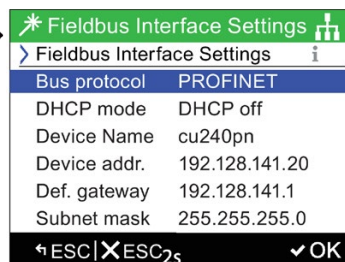 Fieldbus Interface Settings
Fieldbus Interface Settings i
Bus protocol PROFINET
DHCP mode DHCP off
Device Name cu240pn
Device addr. 192.128.141.20
Def. gateway 192.128.141.1
Subnet mask 255.255.255.0
ESC|ESC2s OK